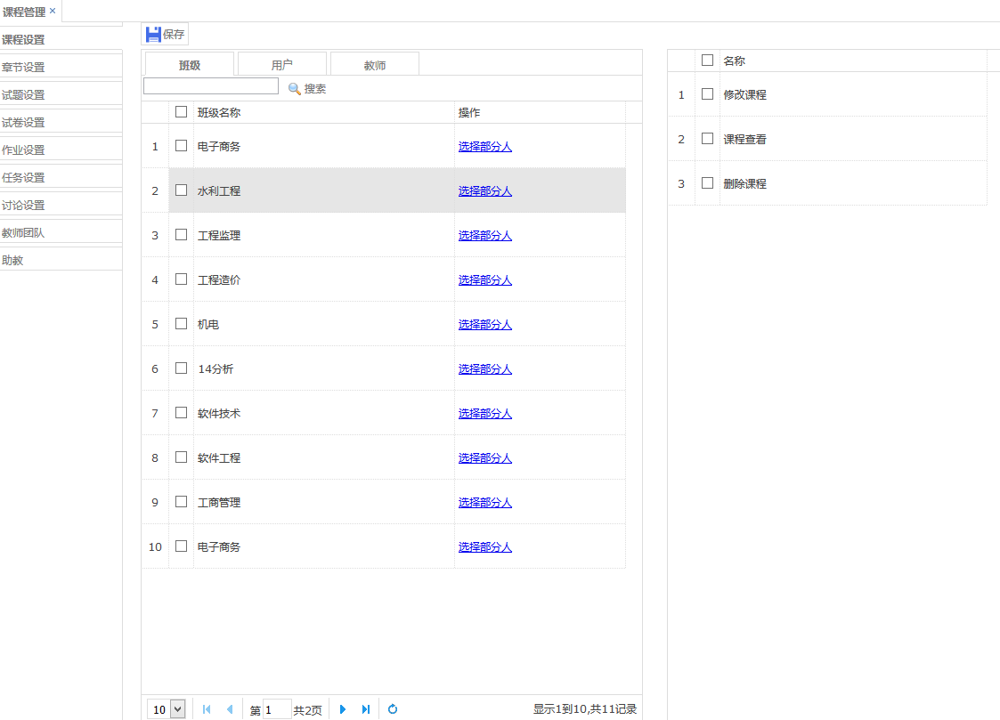 课程管理 ×
课程设置
章节设置
试题设置
试卷设置
作业设置
任务设置
讨论设置
教师团队
助教
保存
班级 用户 教师
搜索
班级名称 操作
1 电子商务 选择部分人
2 水利工程 选择部分人
3 工程监理 选择部分人
4 工程造价 选择部分人
5 机电 选择部分人
6 14分析 选择部分人
7 软件技术 选择部分人
8 软件工程 选择部分人
9 工商管理 选择部分人
10 电子商务 选择部分人
10 第 1 共2页 显示1到10,共11记录
名称
1 修改课程
2 课程查看
3 删除课程